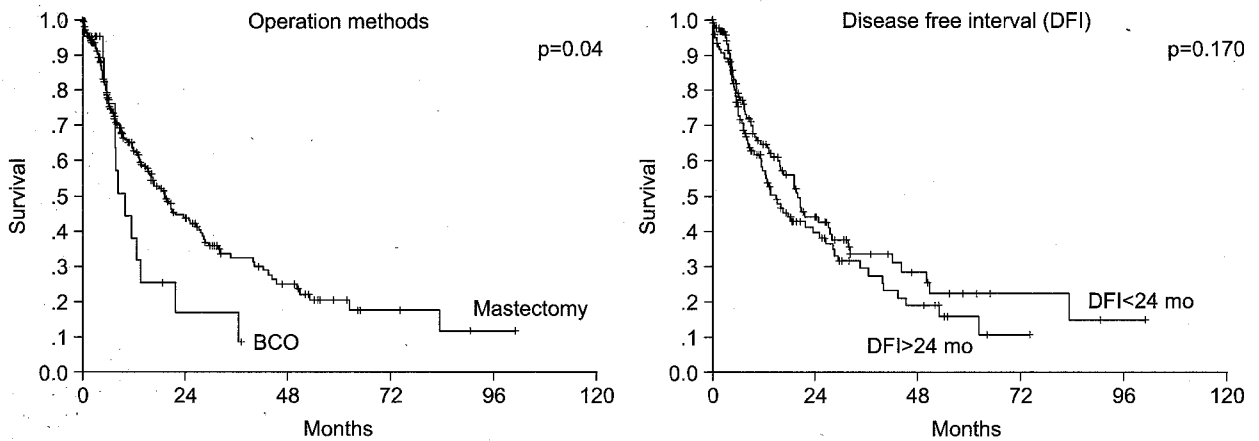 Operation methods
p=0.04
1.0
.9
.8
.7
.6
.5
.4
.3
.2
.1
0.0
Survival
Mastectomy
BCO
0 24 48 72 96 120
Months
Disease free interval (DFI)
p=0.170
1.0
.9
.8
.7
.6
.5
.4
.3
.2
.1
0.0
Survival
DFI<24 mo
DFI>24 mo
0 24 48 72 96 120
Months